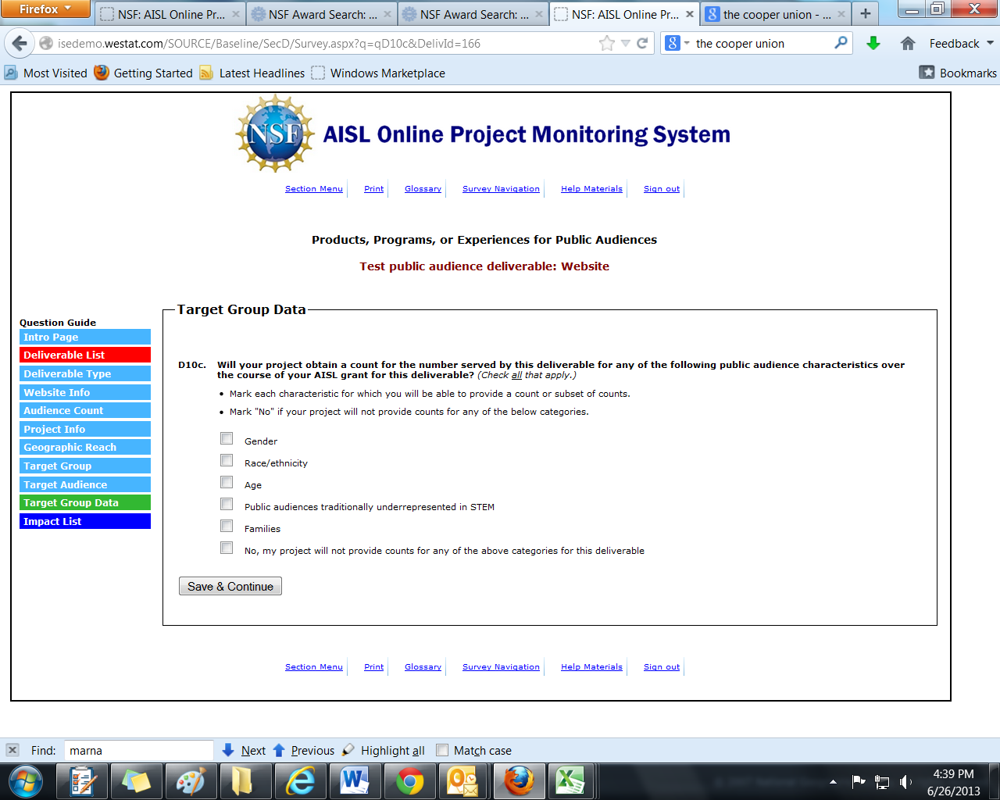 Firefox
NSF: AISL Online Pr...
NSF Award Search: ...
NSF Award Search: ...
NSF: AISL Online Pr...
the cooper union - ...
isedemo.westat.com/SOURCE/Baseline/SecD/Survey.aspx?q=qD10c&DelivId=166
the cooper union
Feedback
Most Visited
Getting Started
Latest Headlines
Windows Marketplace
Bookmarks
NSF
AISL Online Project Monitoring System
Section Menu
Print
Glossary
Survey Navigation
Help Materials
Sign out
Products, Programs, or Experiences for Public Audiences
Test public audience deliverable: Website
Question Guide
Intro Page
Deliverable List
Deliverable Type
Website Info
Audience Count
Project Info
Geographic Reach
Target Group
Target Audience
Target Group Data
Impact List
Target Group Data
D10c. Will your project obtain a count for the number served by this deliverable for any of the following public audience characteristics over
the course of your AISL grant for this deliverable? (Check all that apply.)
• Mark each characteristic for which you will be able to provide a count or subset of counts.
• Mark "No" if your project will not provide counts for any of the below categories.
Gender
Race/ethnicity
Age
Public audiences traditionally underrepresented in STEM
Families
No, my project will not provide counts for any of the above categories for this deliverable
Save & Continue
Section Menu
Print
Glossary
Survey Navigation
Help Materials
Sign out
Find: marna
Next
Previous
Highlight all
Match case
4:39 PM
6/26/2013